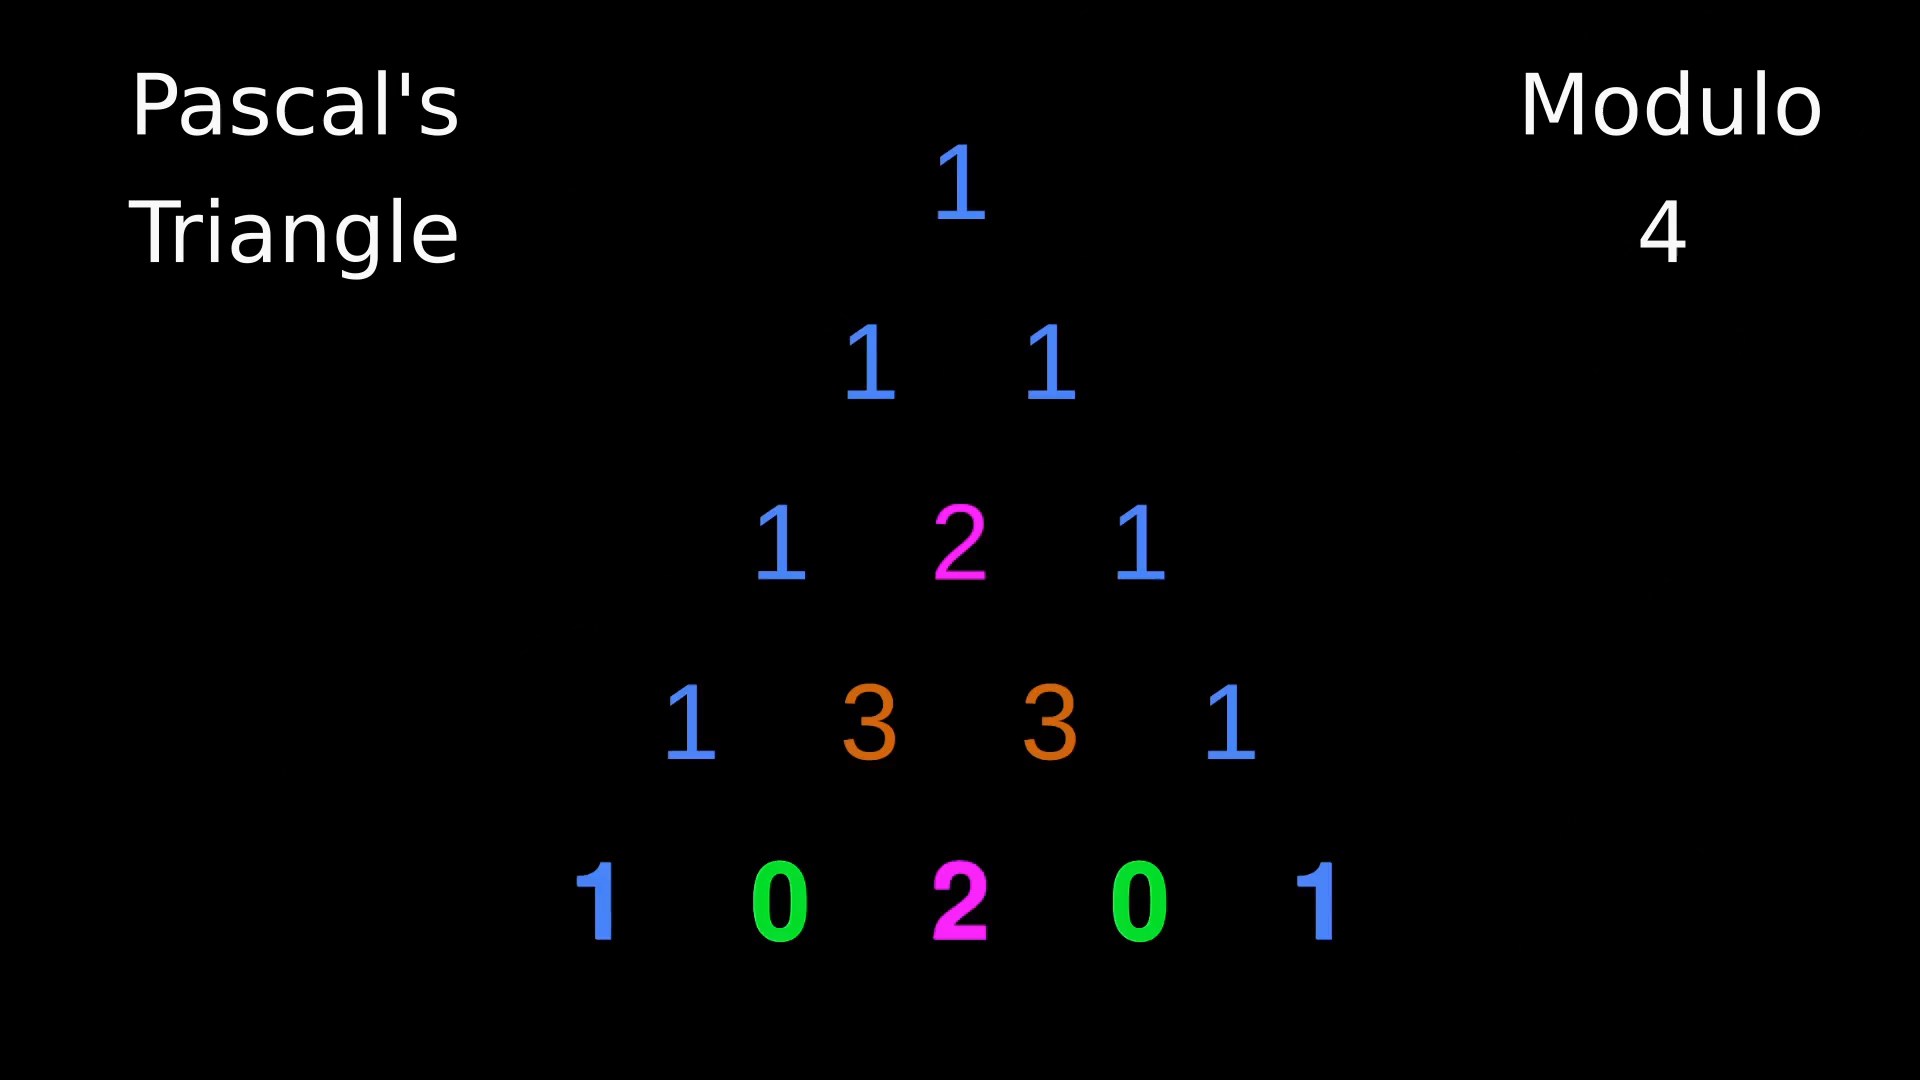 Pascal's
Triangle
Modulo
4
1
1 1
1 2 1
1 3 3 1
1 0 2 0 1